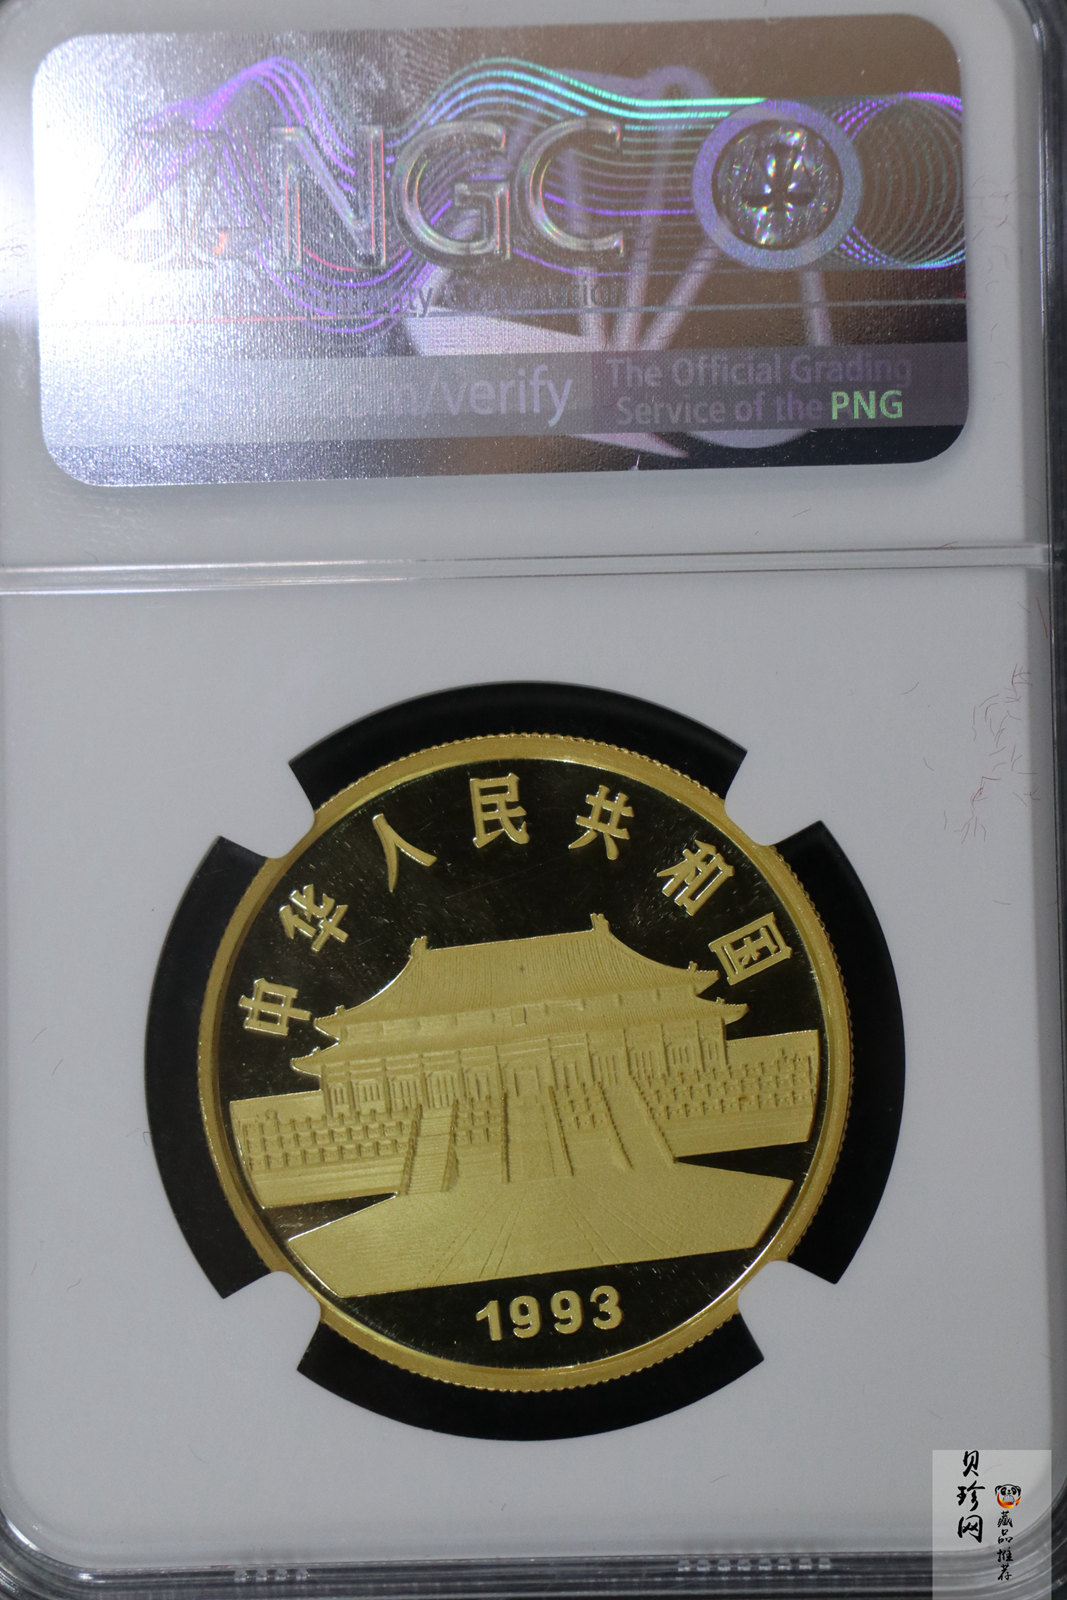 NGC
/verify
The Official Grading
Service of the PNG
中华人民共和国
1993
贝珍网
藏品推荐